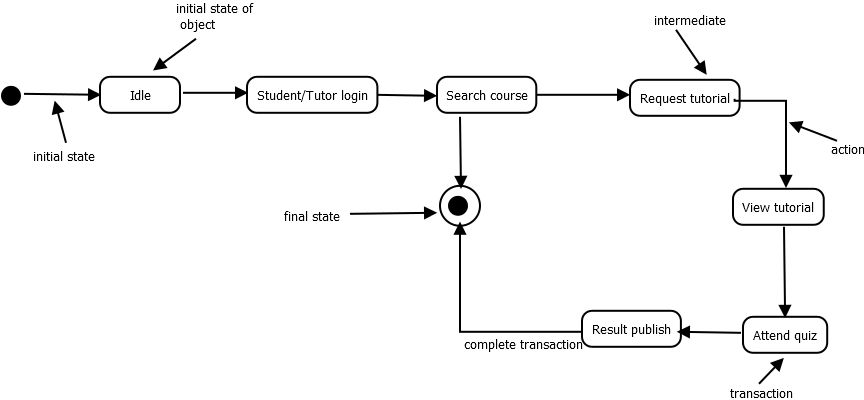 initial state of
object
intermediate
Idle
Student/Tutor login
Search course
Request tutorial
initial state
action
final state
View tutorial
Result publish
Attend quiz
complete transaction
transaction